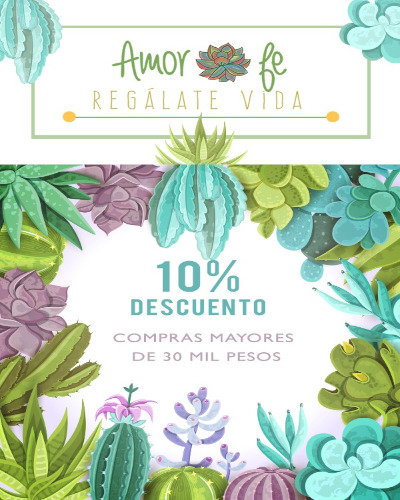 Amor fe
REGÁLATE VIDA
10%
DESCUENTO
COMPRAS MAYORES
DE 30 MIL PESOS